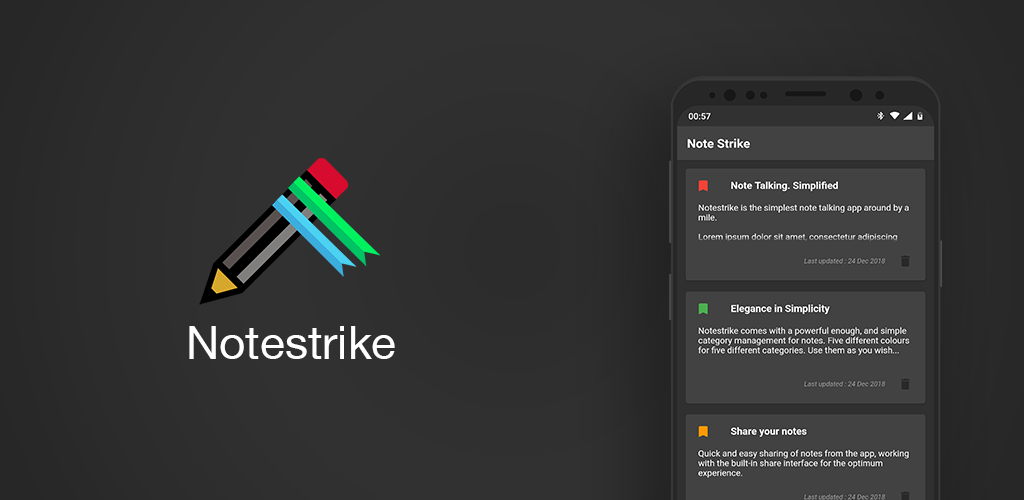 Notestrike
00:57
Note Strike
Note Talking. Simplified
Notestrike is the simplest note talking app around by a
mile.
Lorem ipsum dolor sit amet, consectetur adipiscing
Last updated : 24 Dec 2018
Elegance in Simplicity
Notestrike comes with a powerful enough, and simple
category management for notes. Five different colours
for five different categories. Use them as you wish...
Last updated : 24 Dec 2018
Share your notes
Quick and easy sharing of notes from the app, working
with the built-in share interface for the optimum
experience.
Last updated : 24 Dec 2018